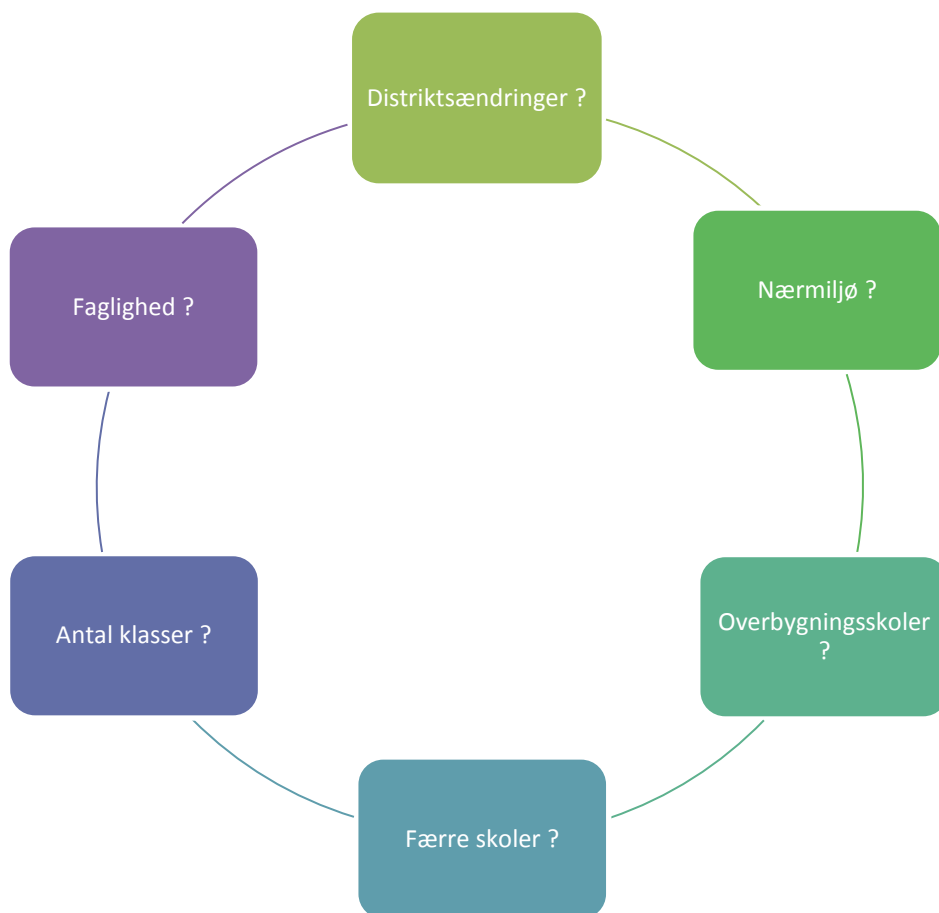 Distriktsændringer ?
Nærmiljø ?
Overbygningsskoler
?
Færre skoler ?
Antal klasser ?
Faglighed ?